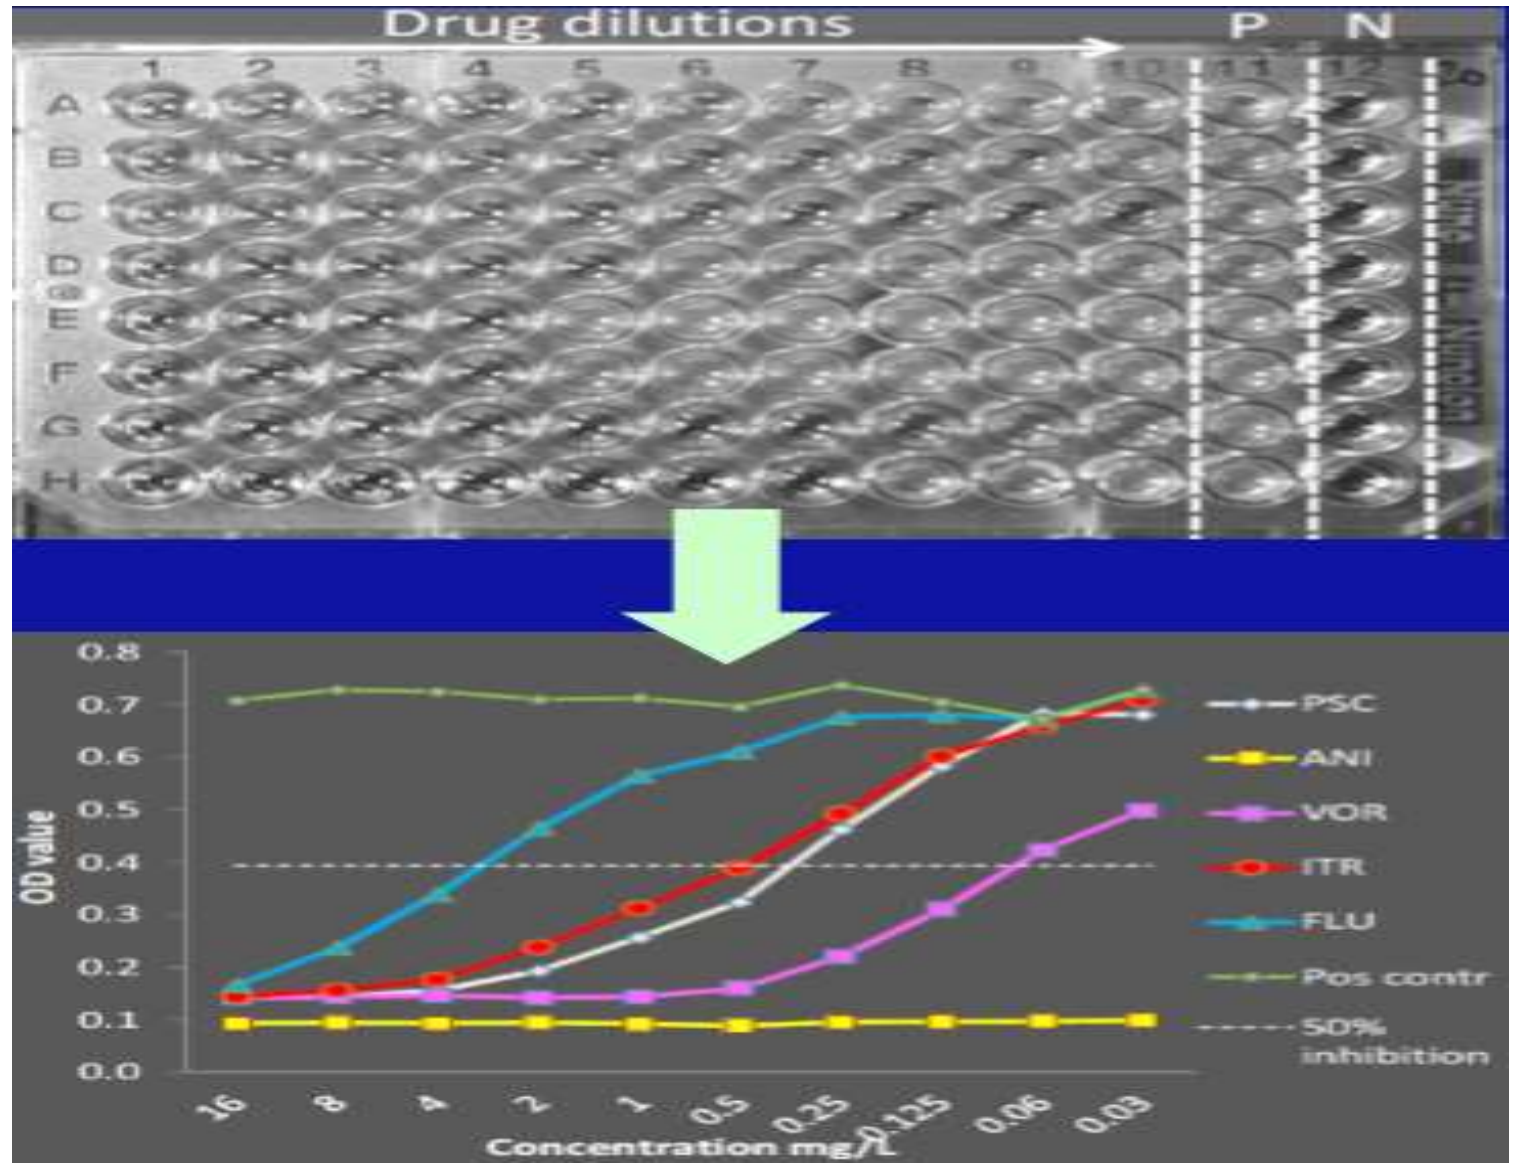 Drug dilutions P N
1 2 3 4 5 6 7 8 9 10 11 12
A
B
C
D
E
F
G
H
0.8
0.7
0.6
0.5
0.4
0.3
0.2
0.1
0.0
OD value
16 8 4 2 1 0.5 0.25 0.125 0.06 0.03
Concentration mg/L
PSC
ANI
VOR
ITR
FLU
Pos contr
50%
inhibition